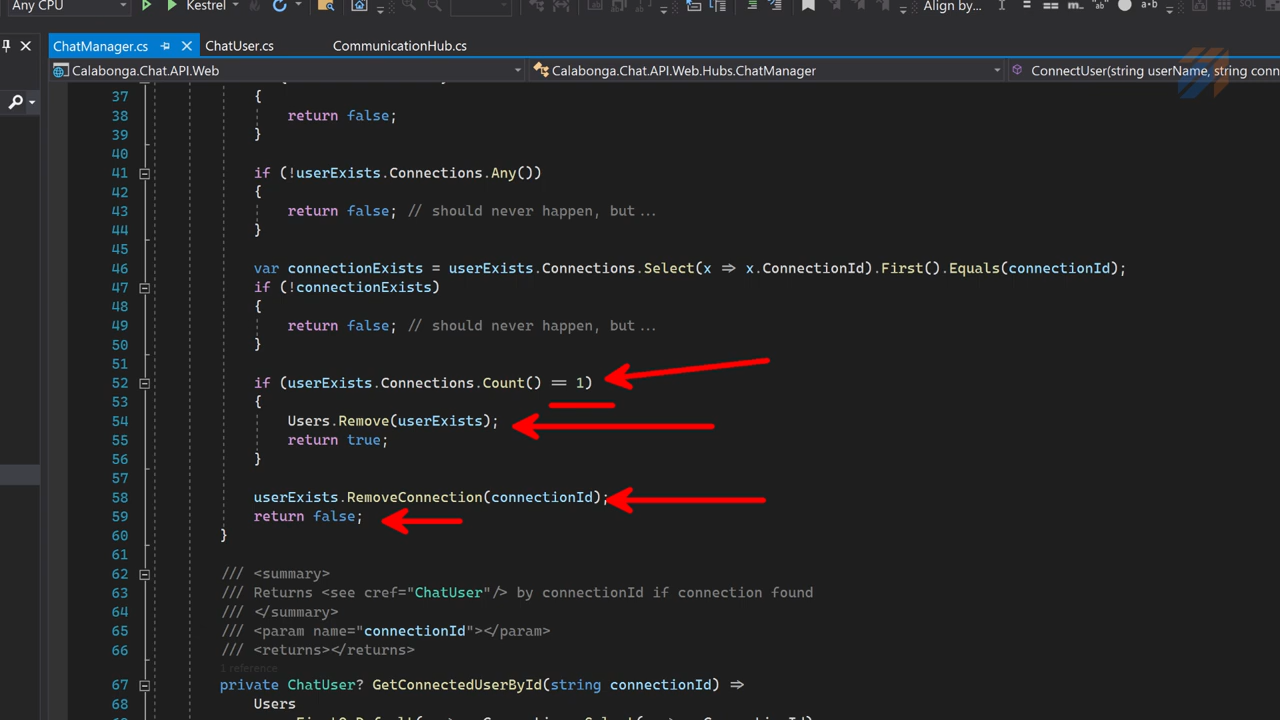 Any CPU
Kestrel
Align by...
ChatManager.cs
ChatUser.cs
CommunicationHub.cs
Calabonga.Chat.API.Web
Calabonga.Chat.API.Web.Hubs.ChatManager
ConnectUser(string userName, string conn
37 {
38 return false;
39 }
40
41 if (!userExists.Connections.Any())
42 {
43 return false; // should never happen, but...
44 }
45
46 var connectionExists = userExists.Connections.Select(x => x.ConnectionId).First().Equals(connectionId);
47 if (!connectionExists)
48 {
49 return false; // should never happen, but...
50 }
51
52 if (userExists.Connections.Count() == 1)
53 {
54 Users.Remove(userExists);
55 return true;
56 }
57
58 userExists.RemoveConnection(connectionId);
59 return false;
60 }
61
62 /// <summary>
63 /// Returns <see cref="ChatUser"/> by connectionId if connection found
64 /// </summary>
65 /// <param name="connectionId"></param>
66 /// <returns></returns>
1 reference
67 private ChatUser? GetConnectedUserById(string connectionId) =>
68 Users